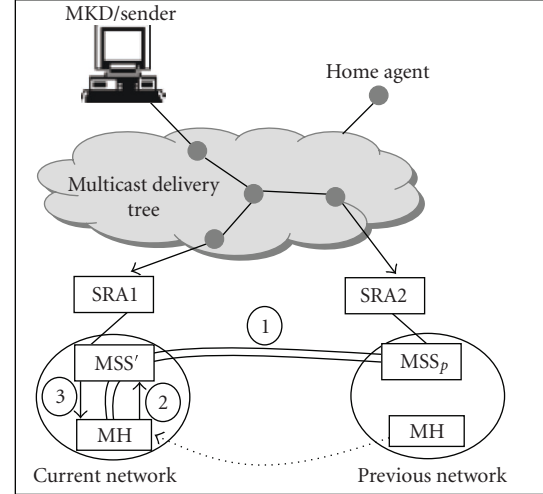 MKD/sender
Home agent
Multicast delivery
tree
SRA1
SRA2
1
MSS′
MSSp
3
2
MH
MH
Current network
Previous network